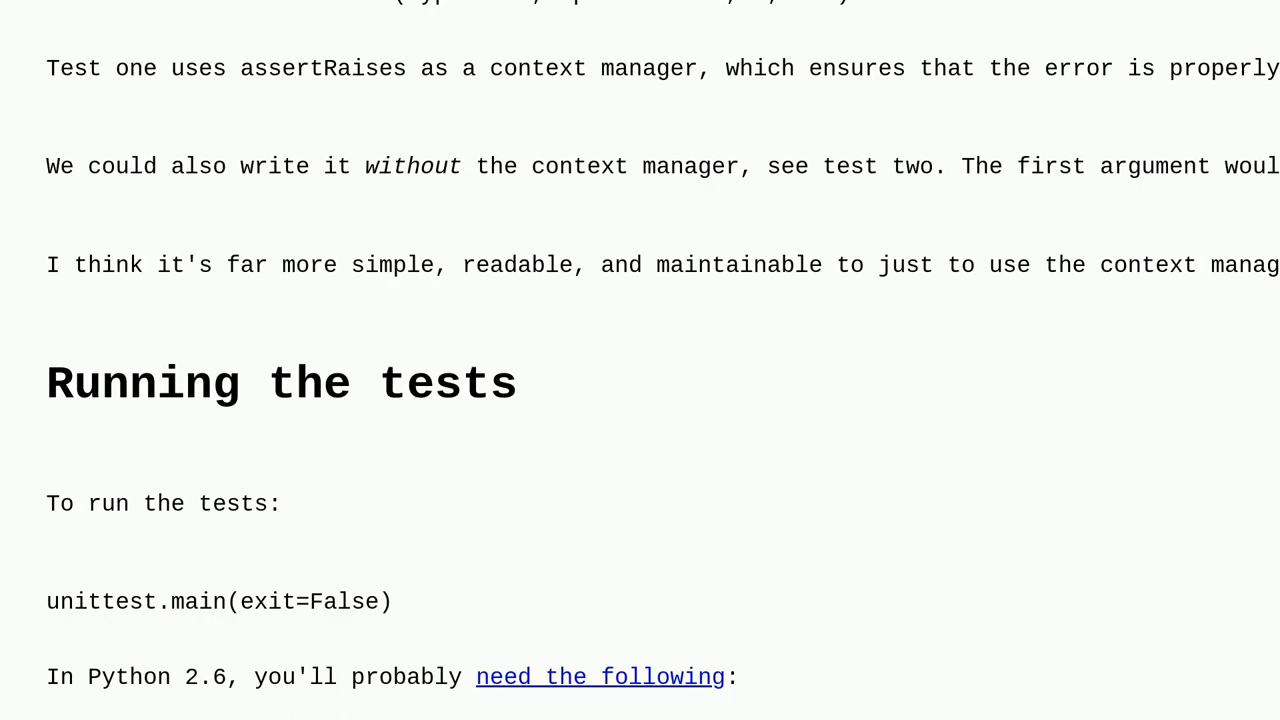 Test one uses assertRaises as a context manager, which ensures that the error is properly
We could also write it without the context manager, see test two. The first argument woul
I think it's far more simple, readable, and maintainable to just to use the context manag
Running the tests
To run the tests:
unittest.main(exit=False)
In Python 2.6, you'll probably need the following: